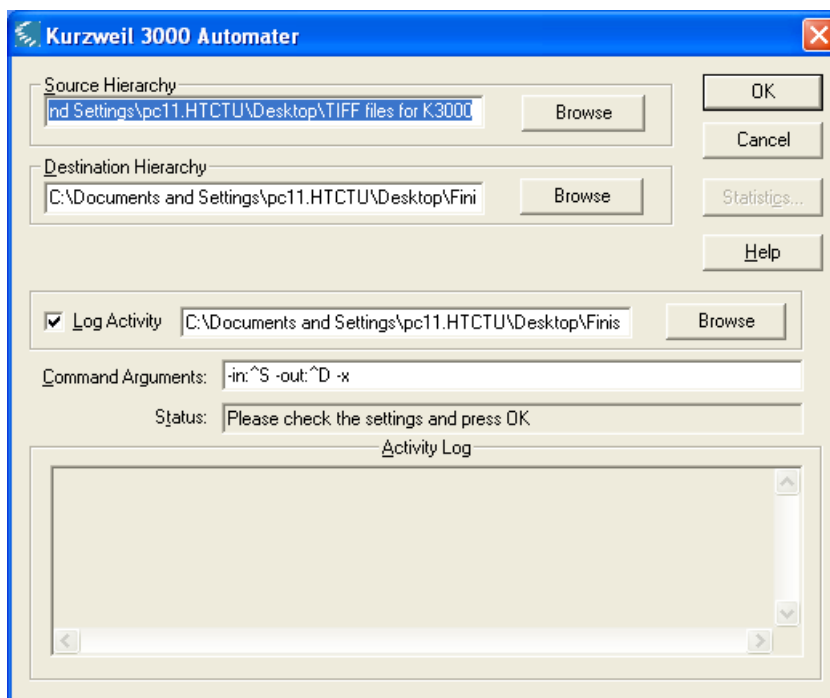 Kurzweil 3000 Automater
Source Hierarchy
nd Settings\pc11.HTCTU\Desktop\TIFF files for K3000
Browse
OK
Cancel
Destination Hierarchy
C:\Documents and Settings\pc11.HTCTU\Desktop\Fini
Browse
Statistics...
Help
Log Activity
C:\Documents and Settings\pc11.HTCTU\Desktop\Finis
Browse
Command Arguments:
-in:^S -out:^D -x
Status:
Please check the settings and press OK
Activity Log